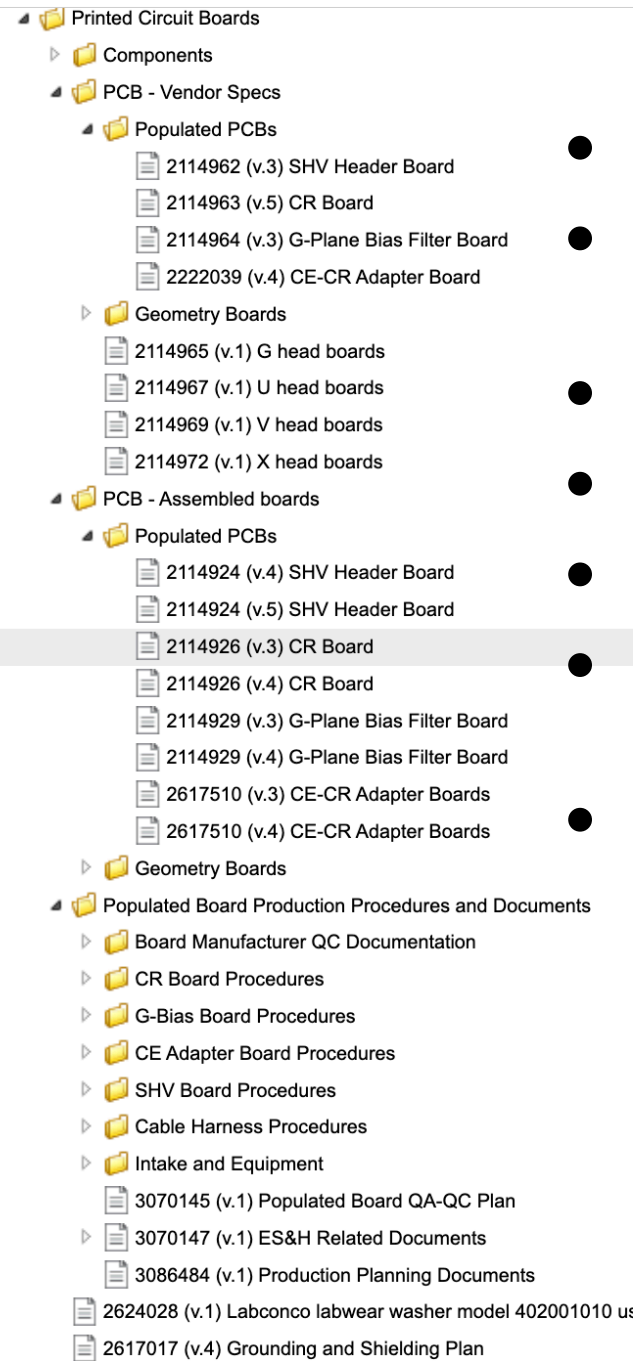 Printed Circuit Boards
Components
PCB - Vendor Specs
Populated PCBs
2114962 (v.3) SHV Header Board
2114963 (v.5) CR Board
2114964 (v.3) G-Plane Bias Filter Board
2222039 (v.4) CE-CR Adapter Board
Geometry Boards
2114965 (v.1) G head boards
2114967 (v.1) U head boards
2114969 (v.1) V head boards
2114972 (v.1) X head boards
PCB - Assembled boards
Populated PCBs
2114924 (v.4) SHV Header Board
2114924 (v.5) SHV Header Board
2114926 (v.3) CR Board
2114926 (v.4) CR Board
2114929 (v.3) G-Plane Bias Filter Board
2114929 (v.4) G-Plane Bias Filter Board
2617510 (v.3) CE-CR Adapter Boards
2617510 (v.4) CE-CR Adapter Boards
Geometry Boards
Populated Board Production Procedures and Documents
Board Manufacturer QC Documentation
CR Board Procedures
G-Bias Board Procedures
CE Adapter Board Procedures
SHV Board Procedures
Cable Harness Procedures
Intake and Equipment
3070145 (v.1) Populated Board QA-QC Plan
3070147 (v.1) ES&H Related Documents
3086484 (v.1) Production Planning Documents
2624028 (v.1) Labconco labwear washer model 402001010 us
2617017 (v.4) Grounding and Shielding Plan